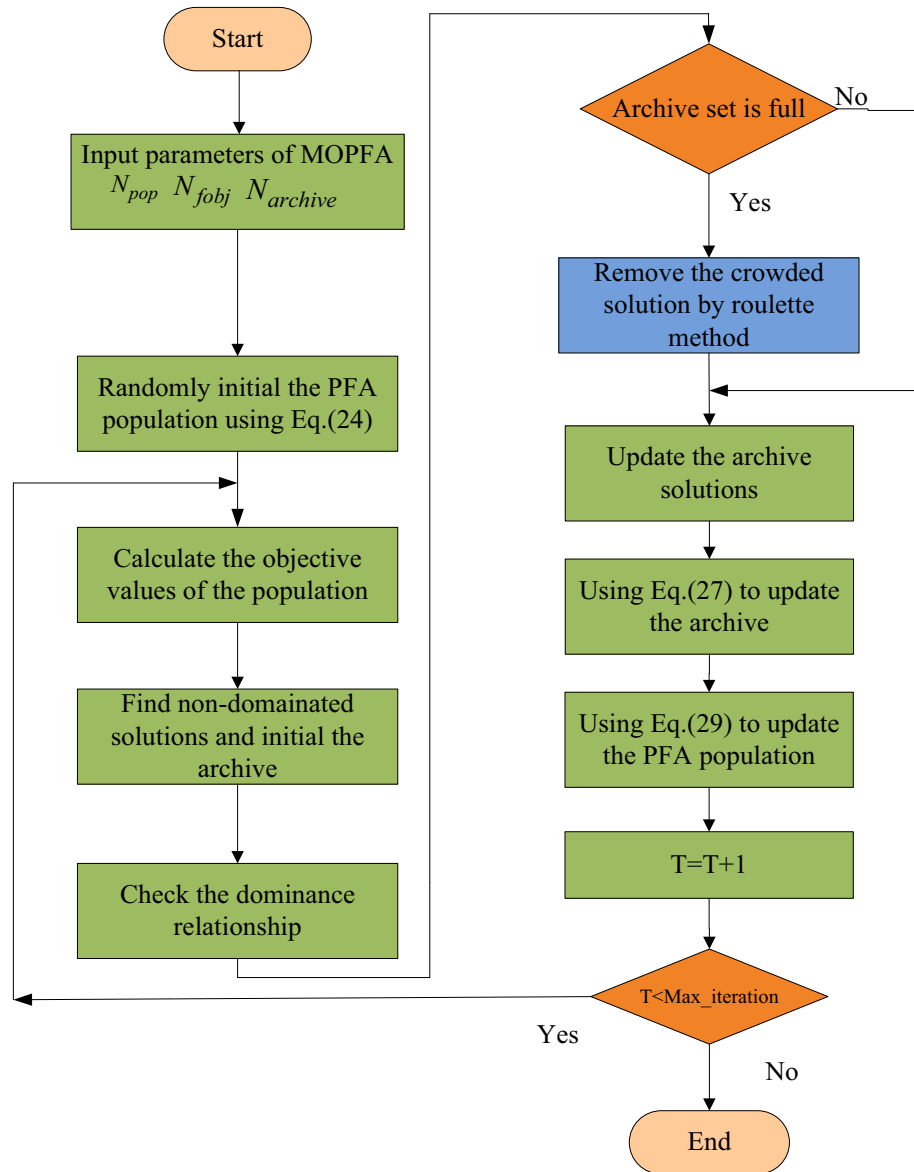 Start
Input parameters of MOPFA
N_pop N_fobj N_archive
Randomly initial the PFA
population using Eq.(24)
Calculate the objective
values of the population
Find non-domainated
solutions and initial the
archive
Check the dominance
relationship
Archive set is full
No
Yes
Remove the crowded
solution by roulette
method
Update the archive
solutions
Using Eq.(27) to update
the archive
Using Eq.(29) to update
the PFA population
T=T+1
T<Max_iteration
Yes
No
End